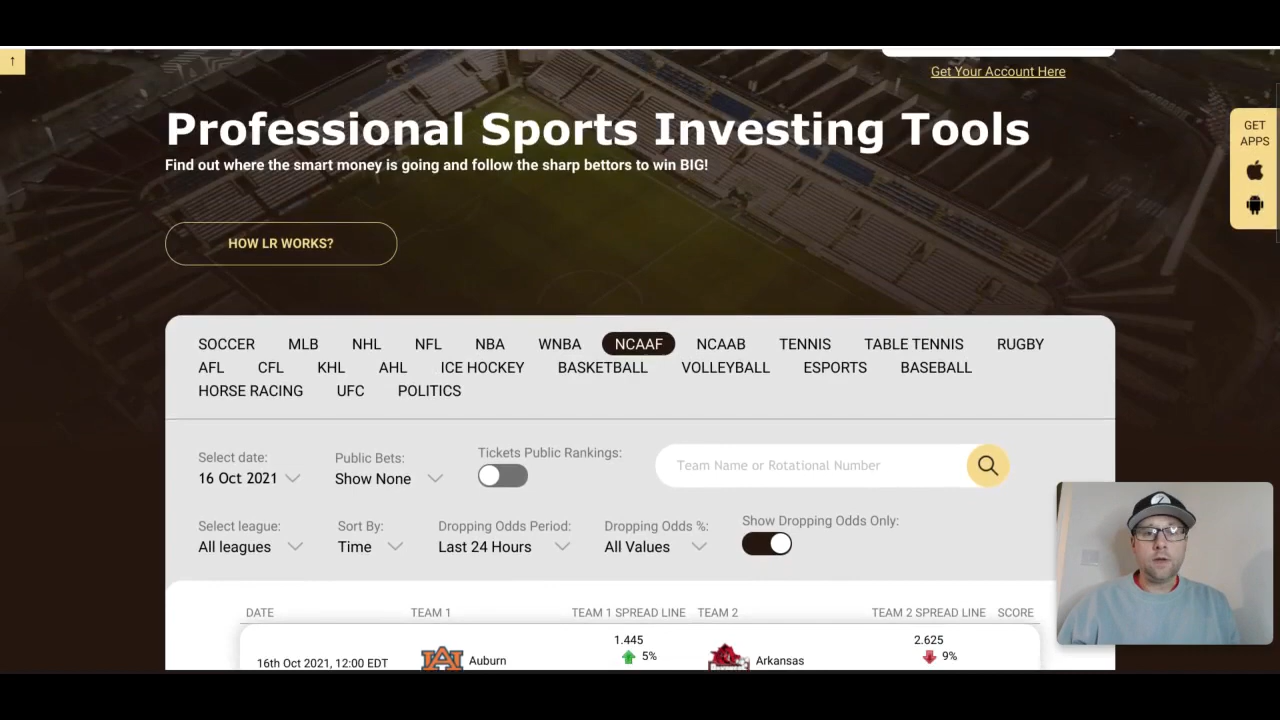 ↑
Get Your Account Here
Professional Sports Investing Tools
Find out where the smart money is going and follow the sharp bettors to win BIG!
GET
APPS
HOW LR WORKS?
SOCCER MLB NHL NFL NBA WNBA NCAAF NCAAB TENNIS TABLE TENNIS RUGBY
AFL CFL KHL AHL ICE HOCKEY BASKETBALL VOLLEYBALL ESPORTS BASEBALL
HORSE RACING UFC POLITICS
Select date: Public Bets: Tickets Public Rankings:
16 Oct 2021 Show None Team Name or Rotational Number
Select league: Sort By: Dropping Odds Period: Dropping Odds %: Show Dropping Odds Only:
All leagues Time Last 24 Hours All Values
DATE TEAM 1 TEAM 1 SPREAD LINE TEAM 2 TEAM 2 SPREAD LINE SCORE
1.445 2.625
16th Oct 2021, 12:00 EDT Auburn 5% Arkansas 9%